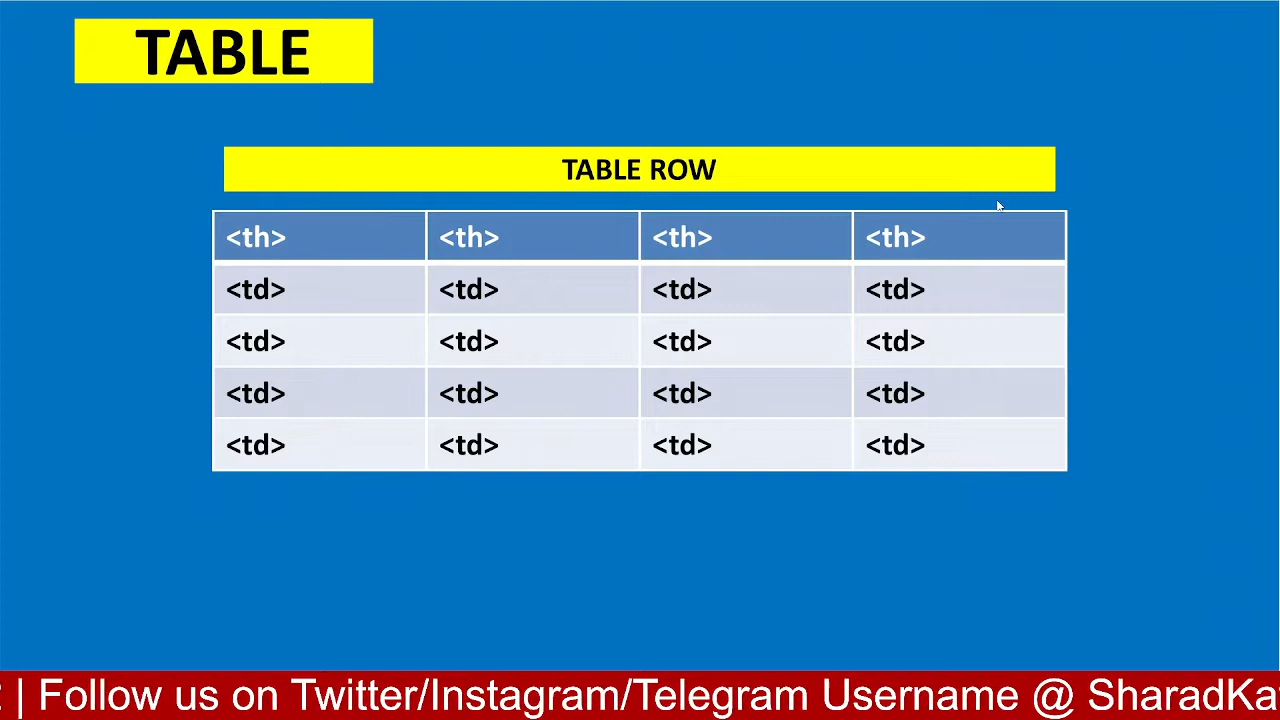 TABLE
TABLE ROW
<th> <th> <th> <th>
<td> <td> <td> <td>
<td> <td> <td> <td>
<td> <td> <td> <td>
<td> <td> <td> <td>
| Follow us on Twitter/Instagram/Telegram Username @ SharadKa